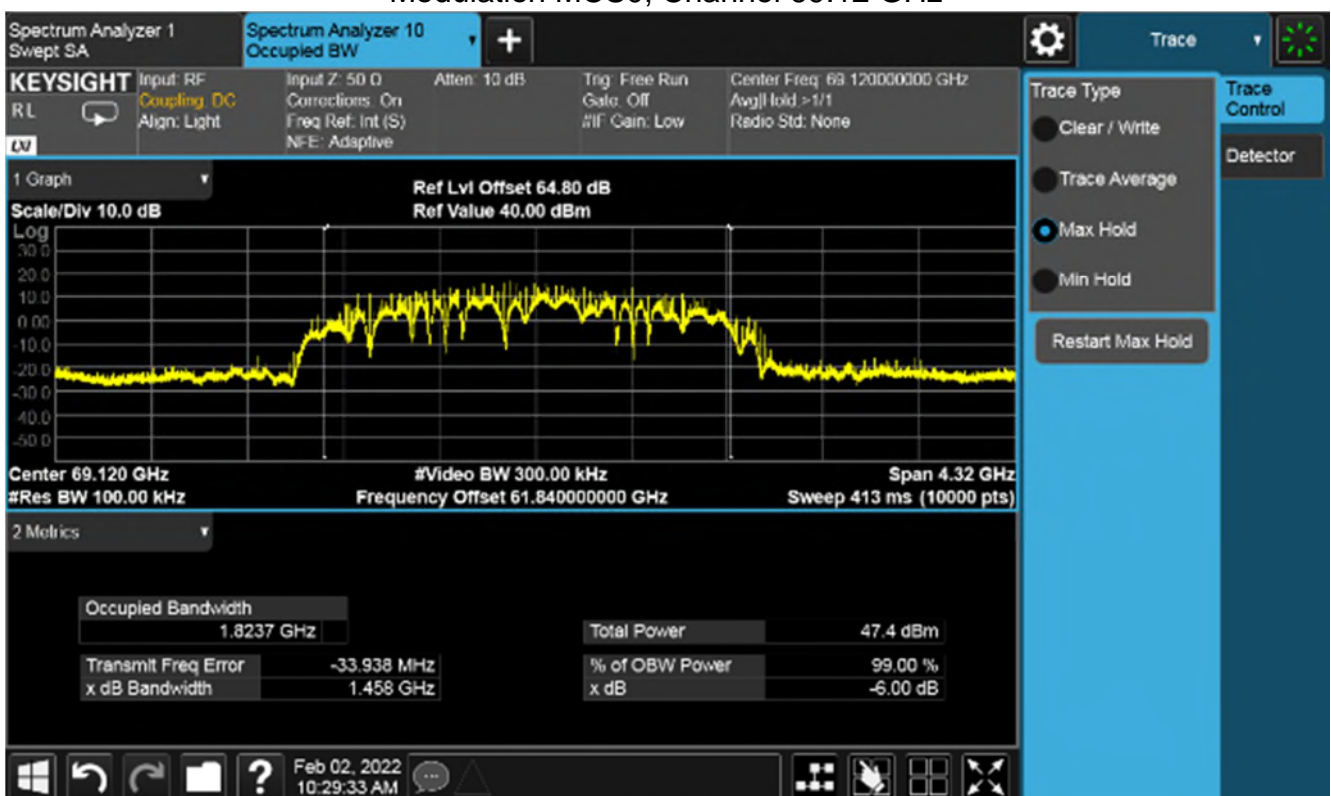 Spectrum Analyzer 1
Swept SA
Spectrum Analyzer 10
Occupied BW
+
Trace
KEYSIGHT
RL
LXI
Input: RF
Coupling: DC
Align: Light
Input Z: 50 Ω
Corrections: On
Freq Ref: Int (S)
NFE: Adaptive
Atten: 10 dB
Trig: Free Run
Gate: Off
#IF Gain: Low
Center Freq: 69.120000000 GHz
Avg|Hold:>1/1
Radio Std: None
Trace Type
Clear / Write
Trace Average
Max Hold
Min Hold
Restart Max Hold
Trace
Control
Detector
1 Graph
Scale/Div 10.0 dB
Ref Lvl Offset 64.80 dB
Ref Value 40.00 dBm
Log
30.0
20.0
10.0
0.00
-10.0
-20.0
-30.0
-40.0
-50.0
Center 69.120 GHz
#Video BW 300.00 kHz
Span 4.32 GHz
#Res BW 100.00 kHz
Frequency Offset 61.840000000 GHz
Sweep 413 ms (10000 pts)
2 Metrics
Occupied Bandwidth
1.8237 GHz
Total Power 47.4 dBm
Transmit Freq Error -33.938 MHz
% of OBW Power 99.00 %
x dB Bandwidth 1.458 GHz
x dB -6.00 dB
?
Feb 02, 2022
10:29:33 AM